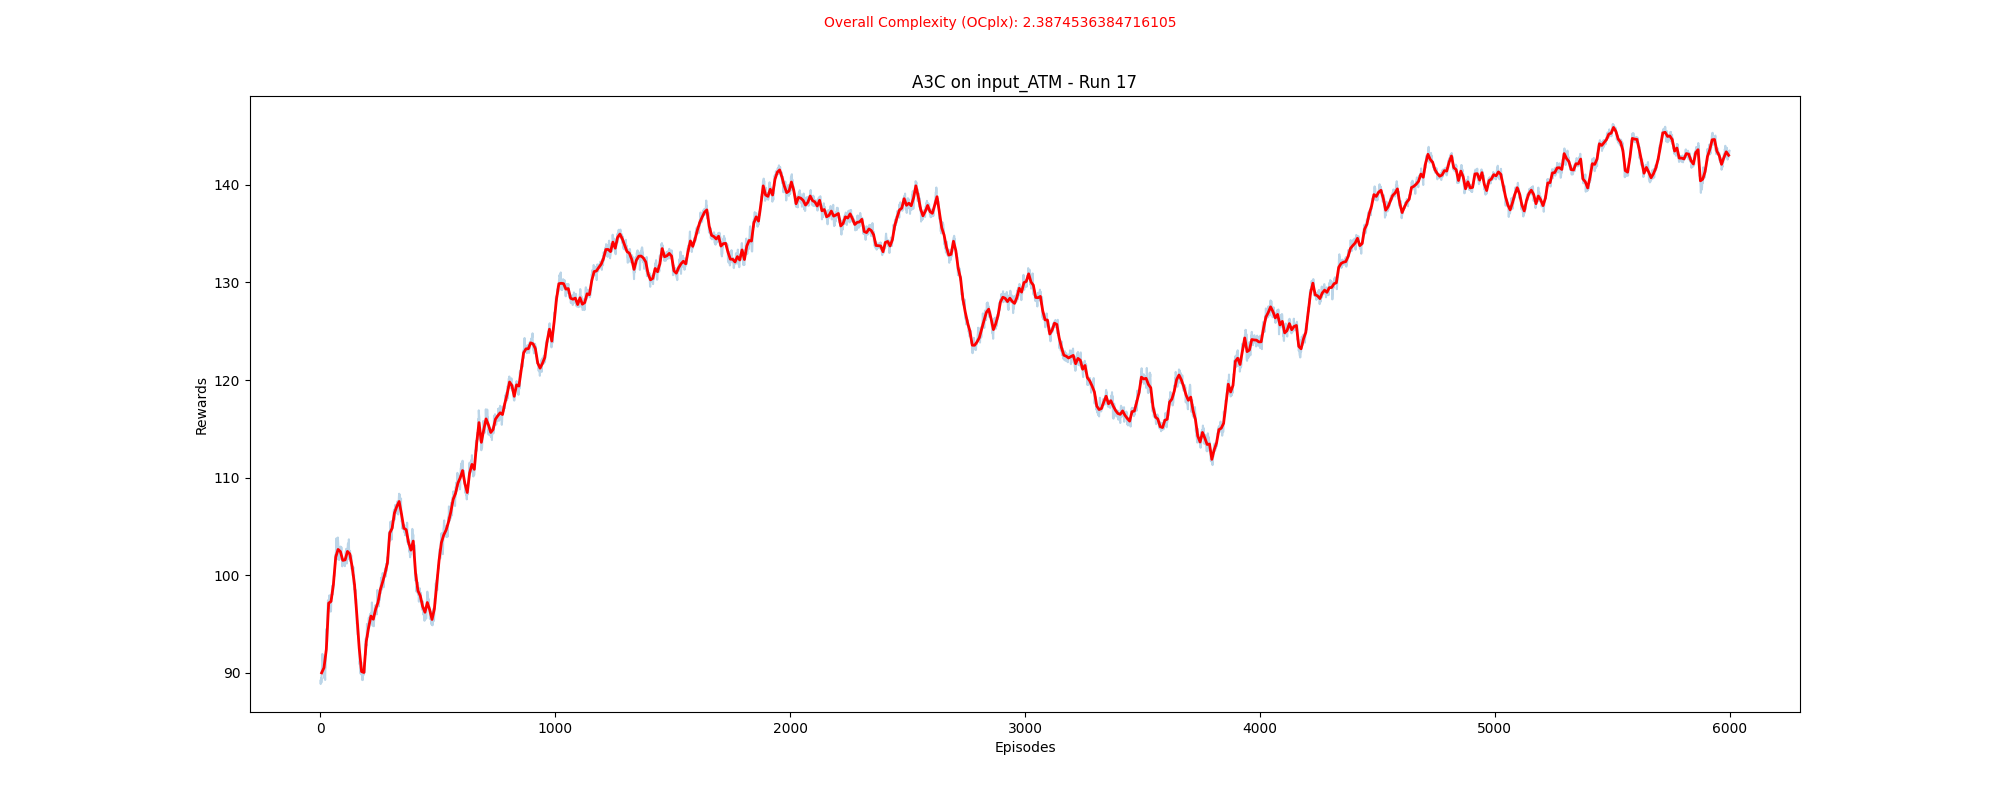 Overall Complexity (OCplx): 2.3874536384716105
A3C on input_ATM - Run 17
Rewards
140
130
120
110
100
90
0 1000 2000 3000 4000 5000 6000
Episodes